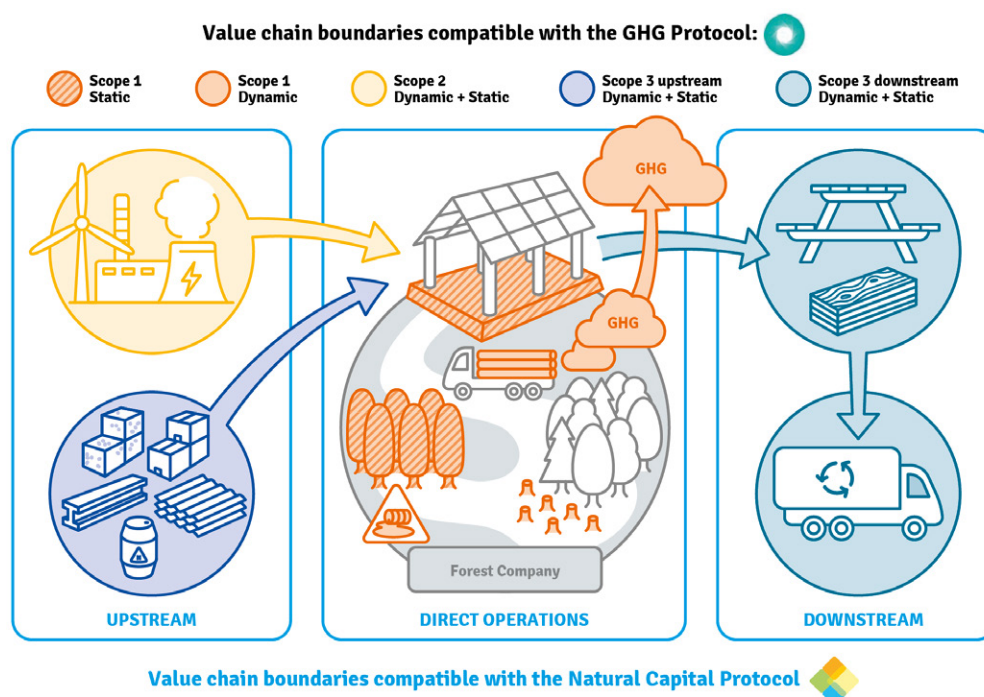 Value chain boundaries compatible with the GHG Protocol:
Scope 1
Static
Scope 1
Dynamic
Scope 2
Dynamic + Static
Scope 3 upstream
Dynamic + Static
Scope 3 downstream
Dynamic + Static
GHG
GHG
Forest Company
UPSTREAM
DIRECT OPERATIONS
DOWNSTREAM
Value chain boundaries compatible with the Natural Capital Protocol